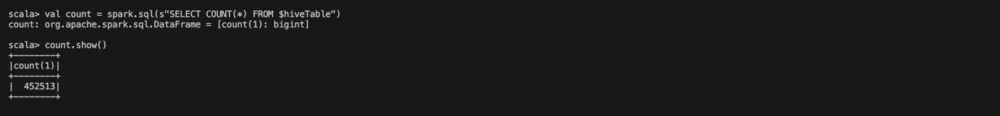 scala> val count = spark.sql(s"SELECT COUNT(*) FROM $hiveTable")
count: org.apache.spark.sql.DataFrame = [count(1): bigint]
scala> count.show()
+--------+
|count(1)|
+--------+
|  452513|
+--------+